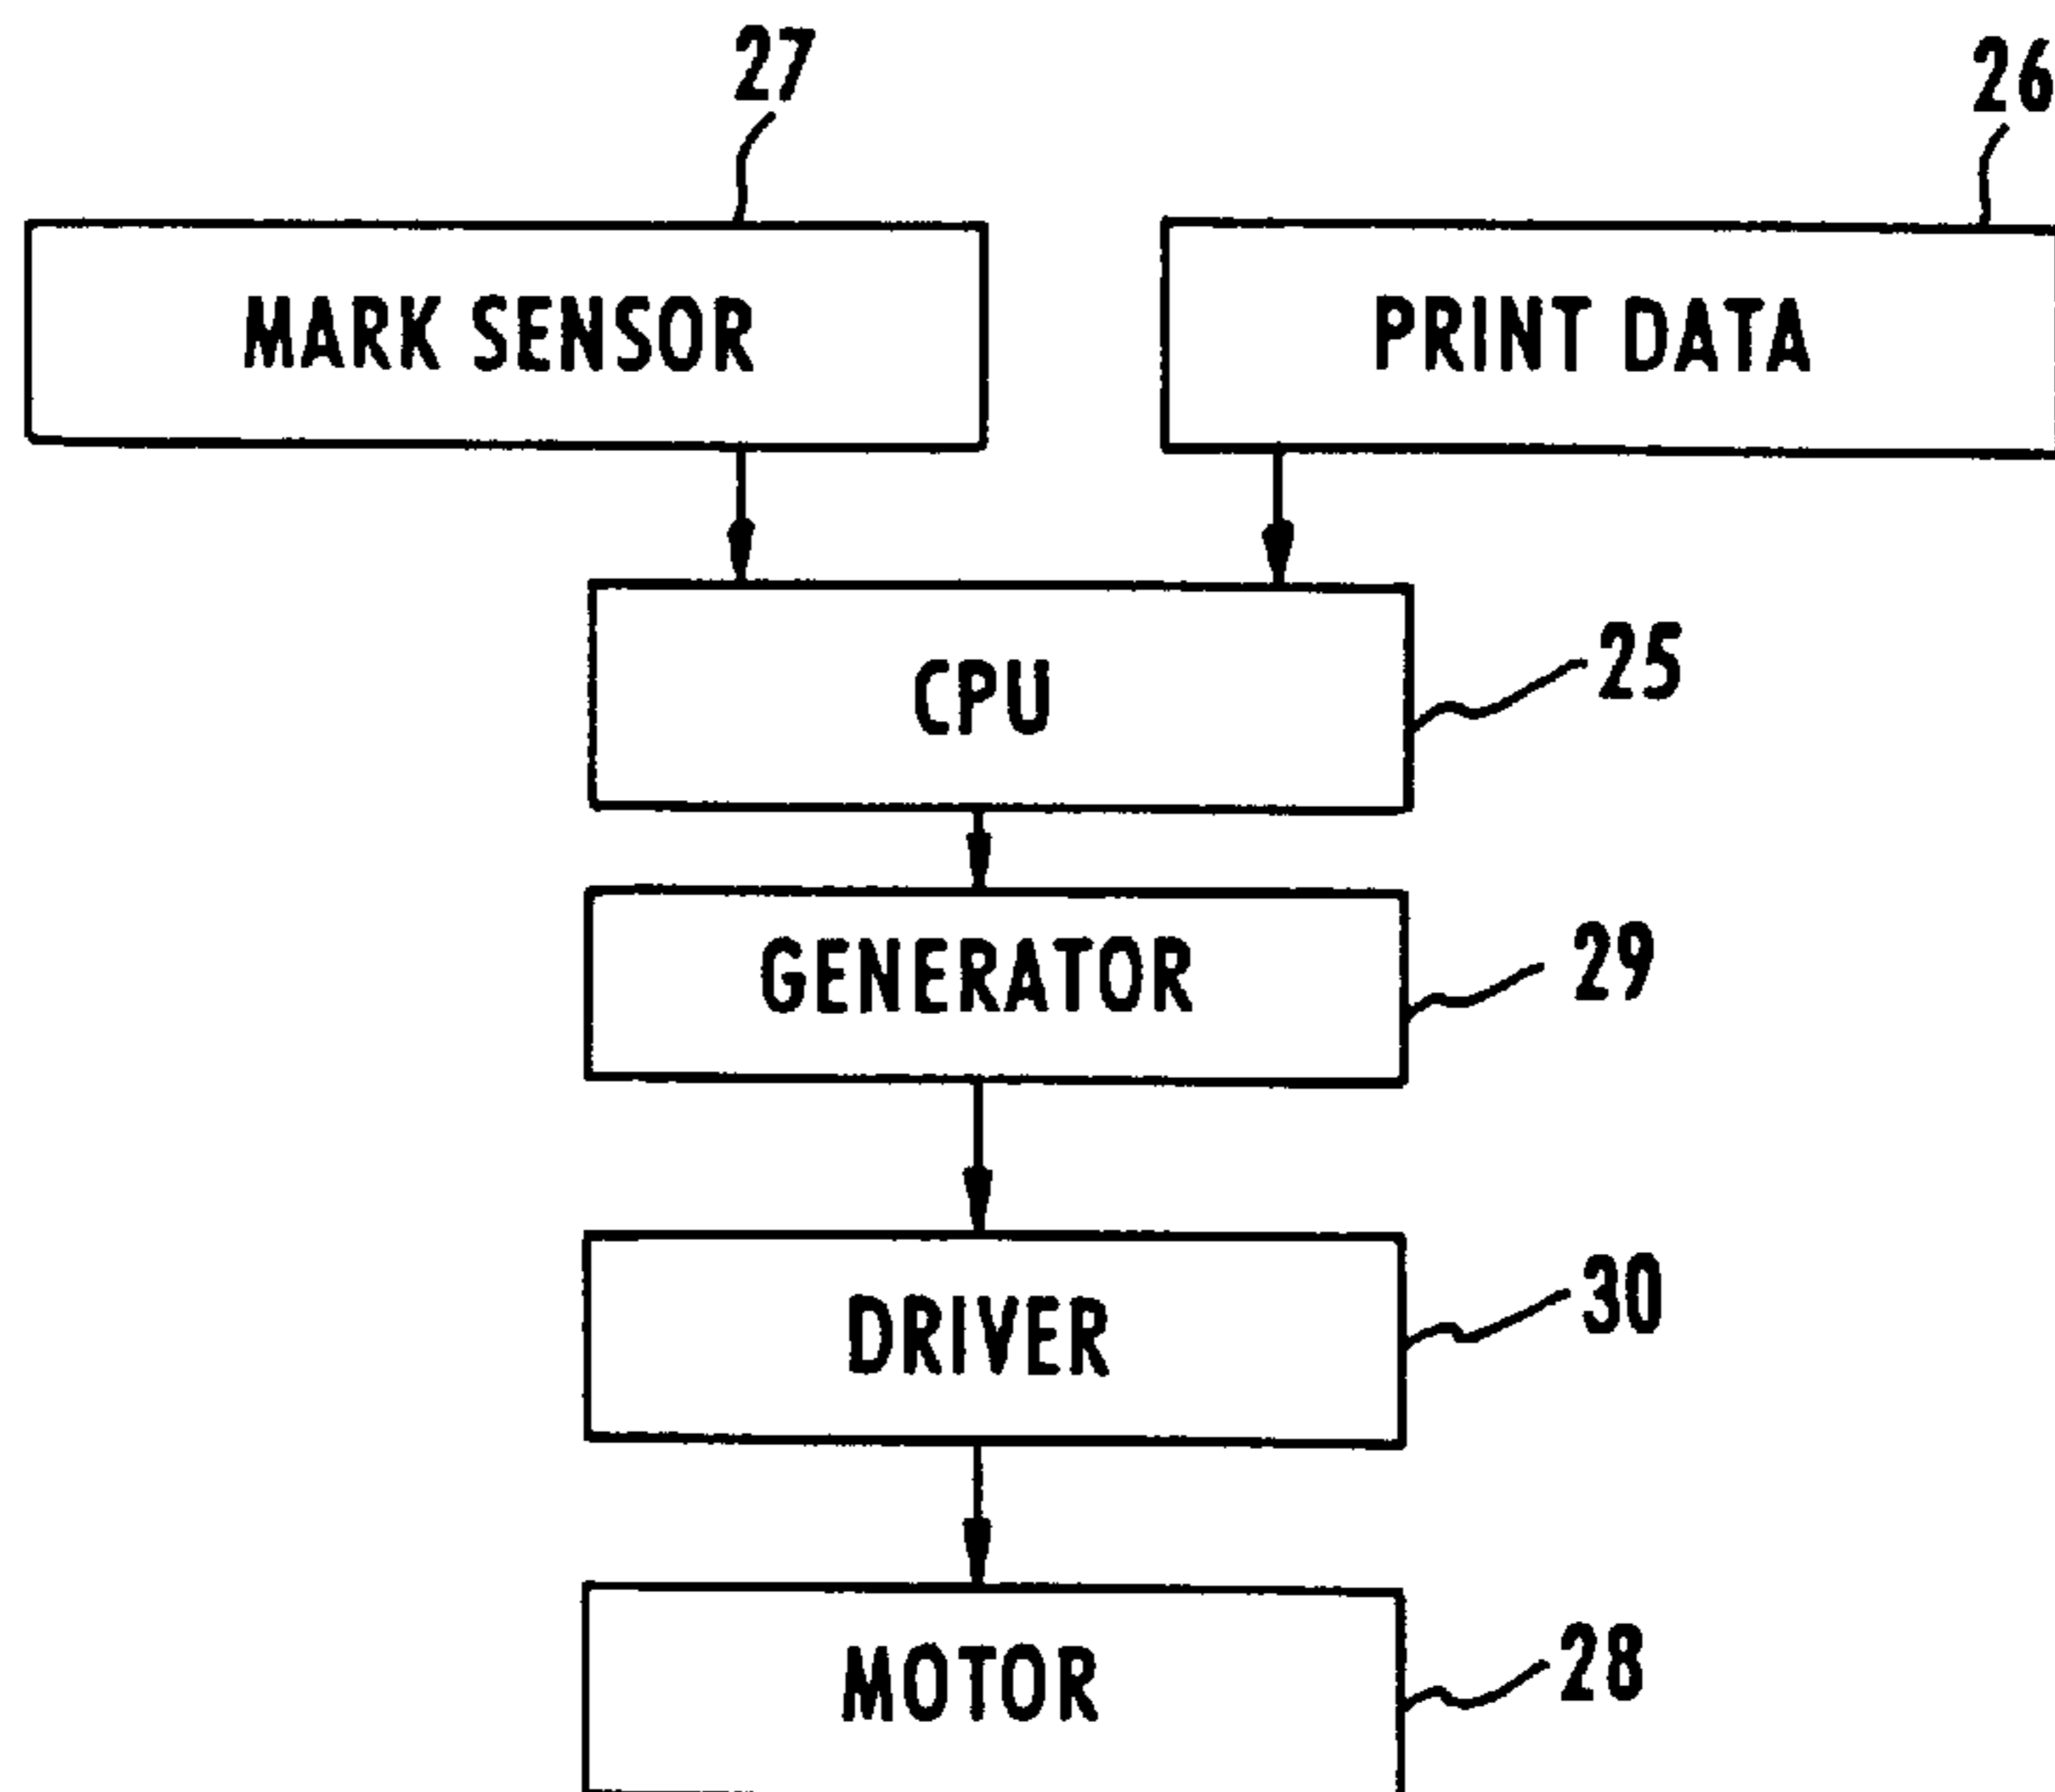 27
26
MARK SENSOR
PRINT DATA
CPU
25
GENERATOR
29
DRIVER
30
MOTOR
28